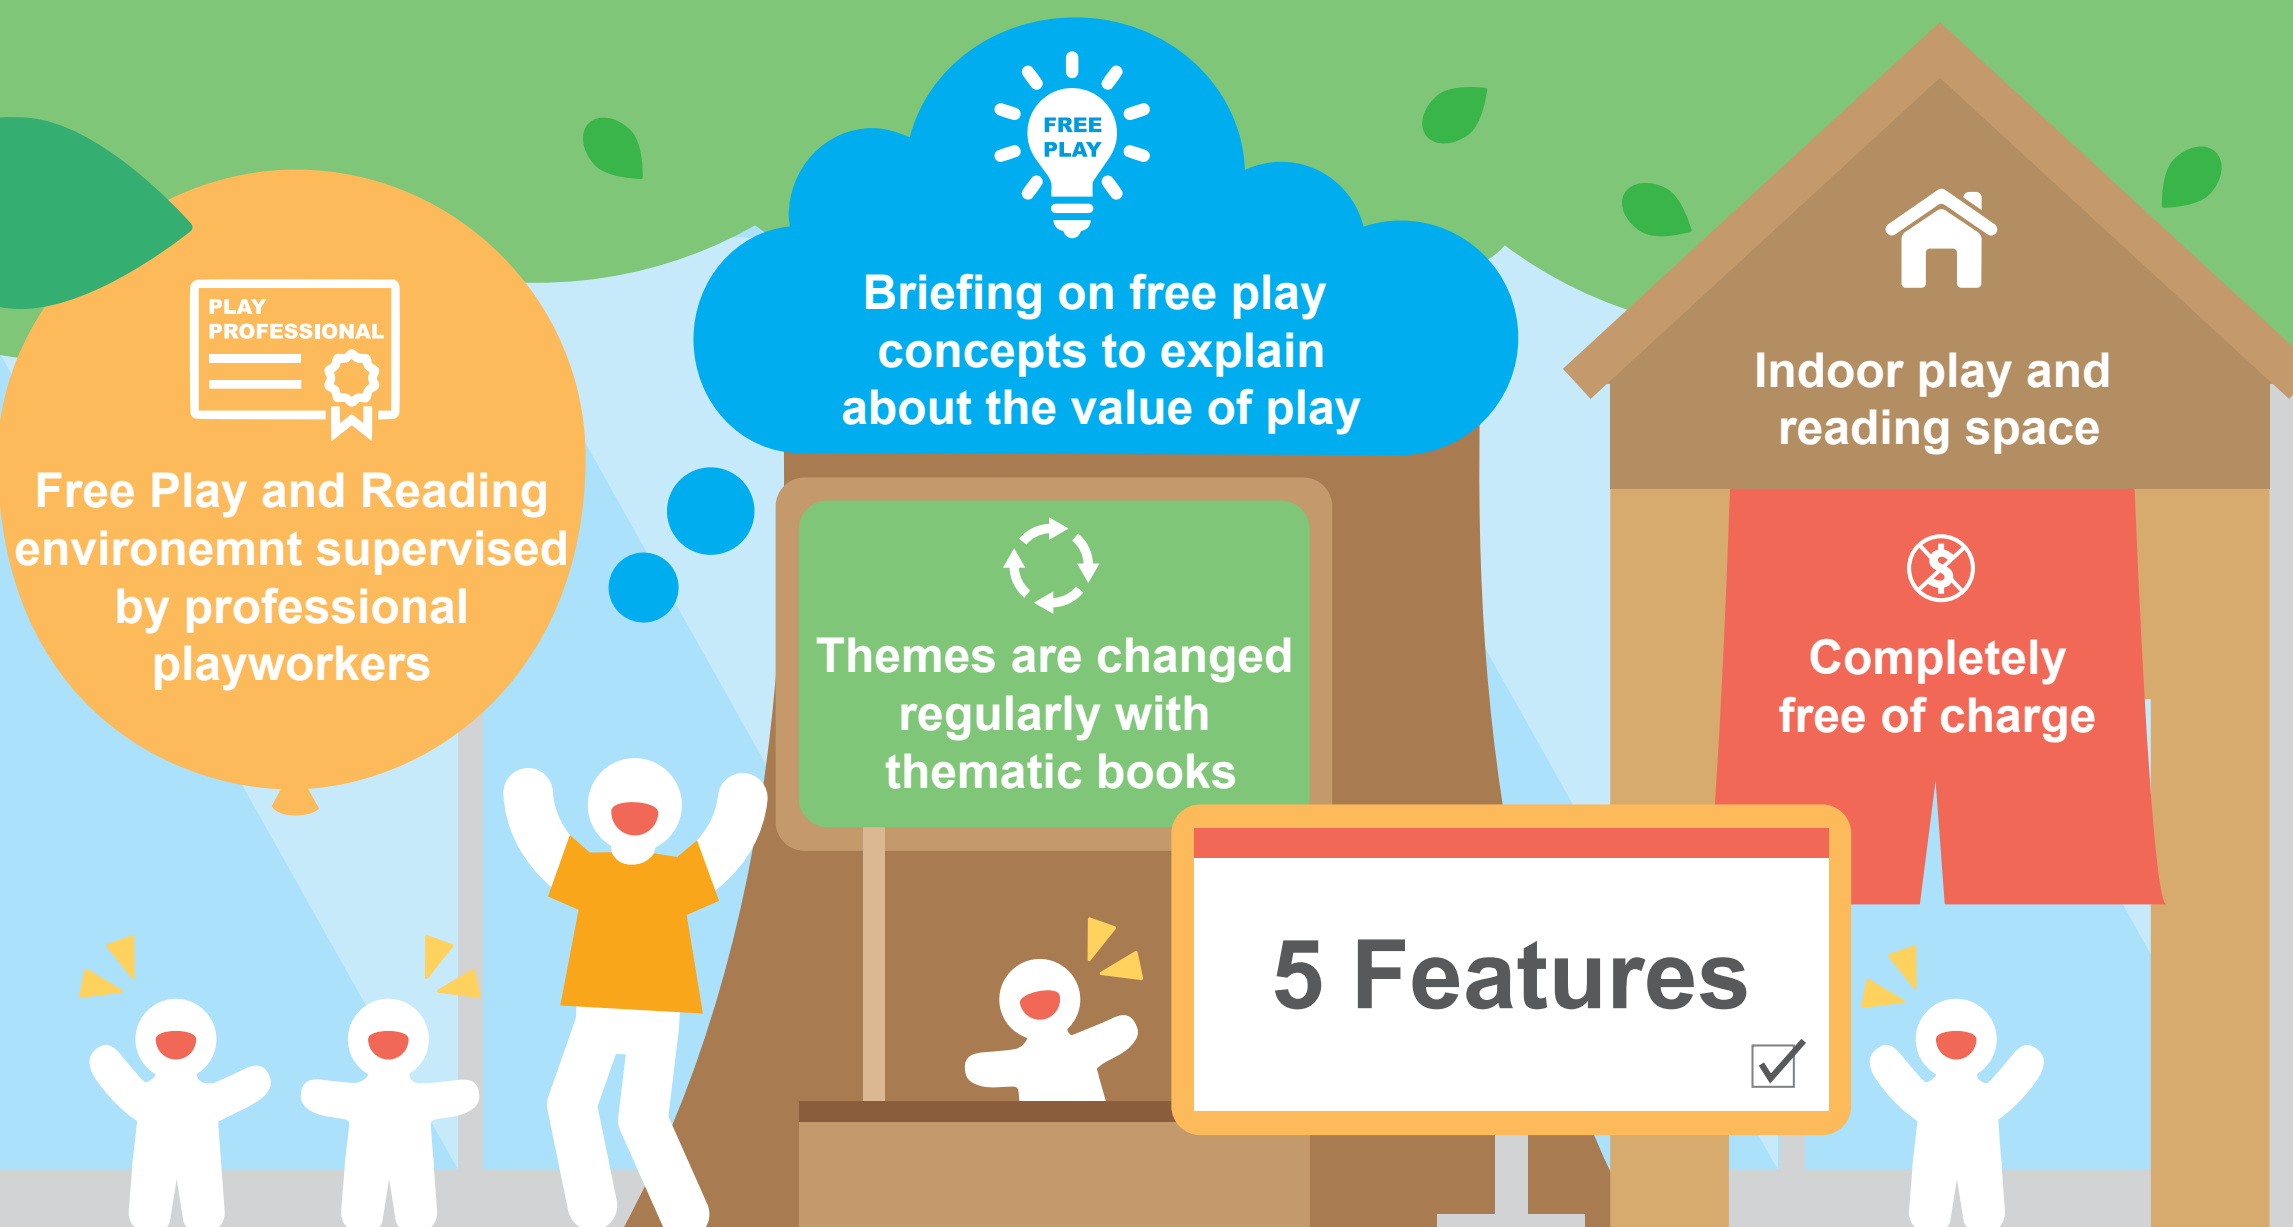 PLAY
PROFESSIONAL
Free Play and Reading
environemnt supervised
by professional
playworkers
FREE
PLAY
Briefing on free play
concepts to explain
about the value of play
Themes are changed
regularly with
thematic books
Indoor play and
reading space
$
Completely
free of charge
5 Features